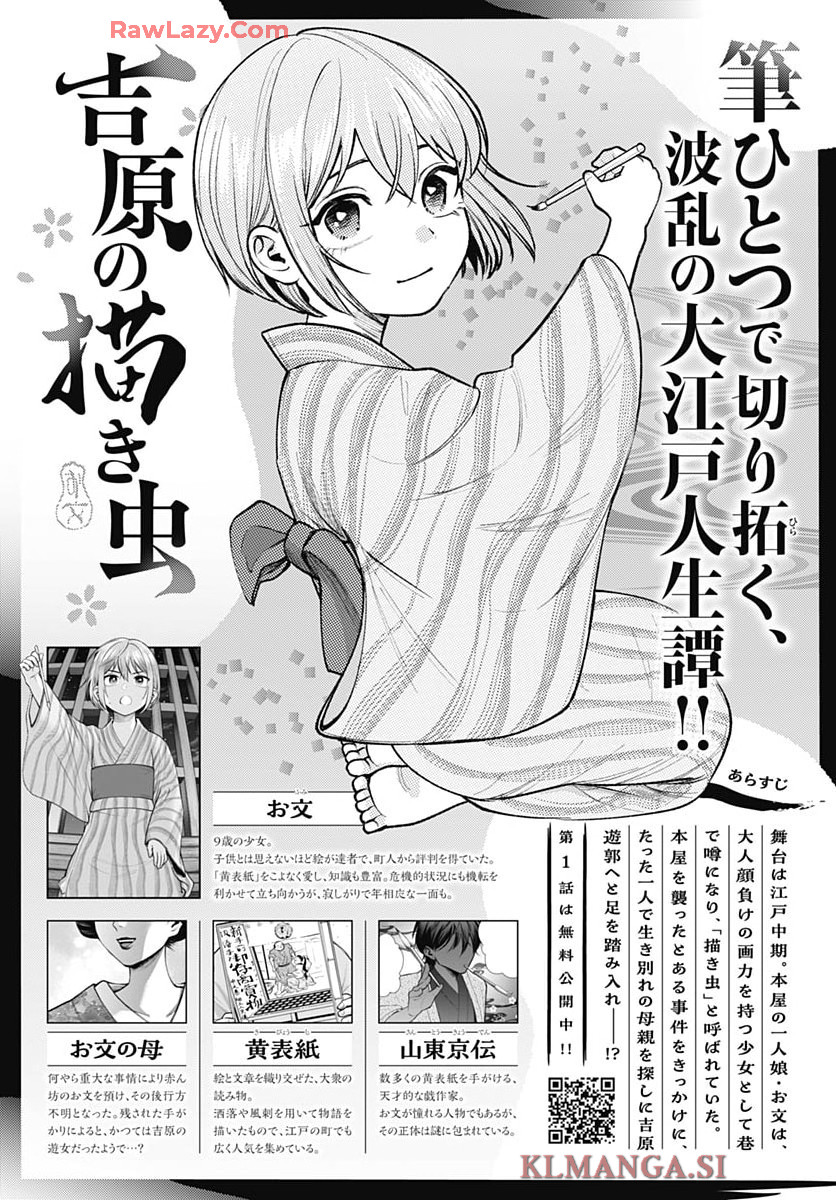 RawLazy.Com
筆ひとつで切り拓く、
ひら
波乱の大江戸人生譚!!
吉原の描き虫
あらすじ
舞台は江戸中期。本屋の一人娘・お文は、
大人顔負けの画力を持つ少女として巷
で噂になり、「描き虫」と呼ばれていた。
本屋を襲ったとある事件をきっかけに、
たった一人で生き別れの母親を探しに吉原
遊郭へと足を踏み入れ――!?
第1話は無料公開中!!
お文
ふみ
9歳の少女。
子供とは思えないほど絵が達者で、町人から評判を得ていた。
「黄表紙」をこよなく愛し、知識も豊富。危機的状況にも機転を
利かせて立ち向かうが、寂しがりで年相応な一面も。
お文の母
何やら重大な事情により赤ん
坊のお文を預け、その後行方
不明となった。残された手が
かりによると、かつては吉原の
遊女だったようで…?
黄表紙
きびょうし
絵と文章を織り交ぜた、大衆の
読み物。
洒落や風刺を用いて物語を
描いたもので、江戸の町でも
広く人気を集めている。
山東京伝
さんとうきょうでん
数多くの黄表紙を手がける、
天才的な戯作家。
お文が憧れる人物でもあるが、
その正体は謎に包まれている。
KLMANGA.SI